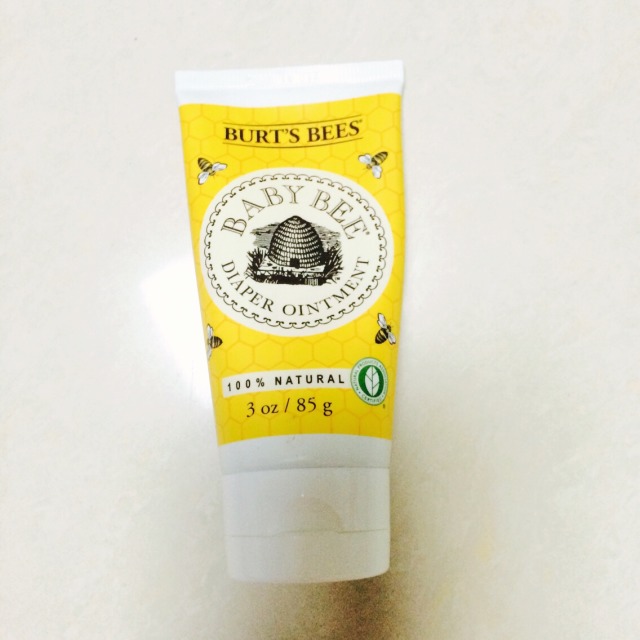 BURT'S BEES®
BABY BEE
DIAPER OINTMENT
100% NATURAL
3 oz / 85 g